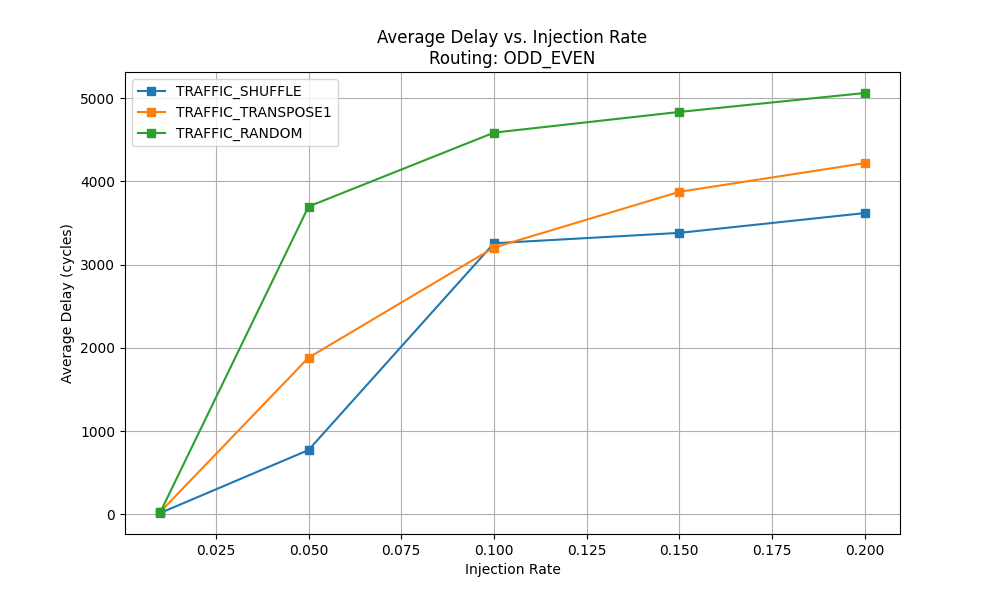 Average Delay vs. Injection Rate
Routing: ODD_EVEN
TRAFFIC_SHUFFLE
TRAFFIC_TRANSPOSE1
TRAFFIC_RANDOM
Average Delay (cycles)
5000
4000
3000
2000
1000
0
0.025 0.050 0.075 0.100 0.125 0.150 0.175 0.200
Injection Rate